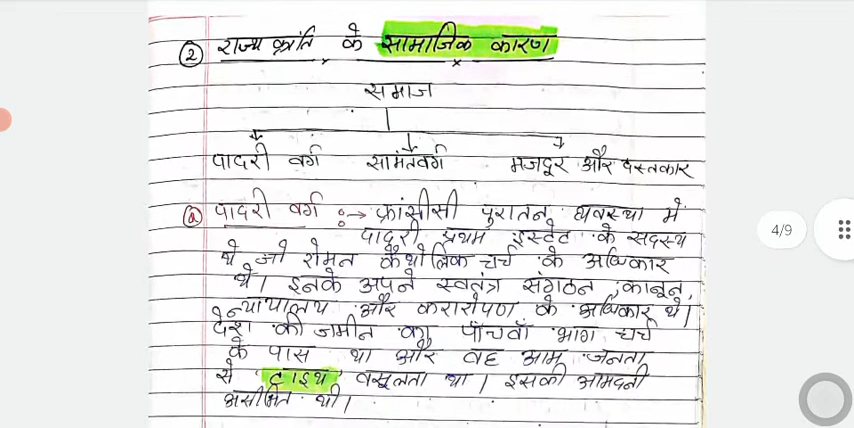 ② राज्य क्रांति के सामाजिक कारण
समाज
पादरी वर्ग सामंतवर्ग मजदूर और दस्तकार
ⓐ पादरी वर्ग :→ फ्रांसीसी पुरातन व्यवस्था में
पादरी प्रथम इस्टेट के सदस्य
थे जो रोमन कैथोलिक चर्च के अधिकार
थे। इनके अपने स्वतंत्र संगठन, कानून,
न्यायालय और करारोपण के अधिकार थे।
देश की जमीन का पाँचवाँ भाग चर्च
के पास था और वह आम जनता
से 'टाइथ' वसूलता था। इसकी आमदनी
असीमित थी।
4/9